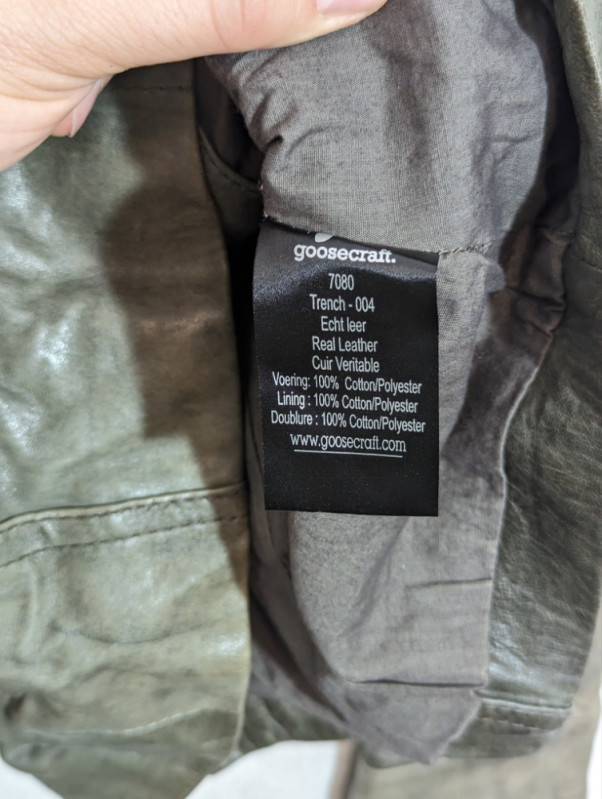 goosecraft.
7080
Trench - 004
Echt leer
Real Leather
Cuir Veritable
Voering: 100% Cotton/Polyester
Lining : 100% Cotton/Polyester
Doublure : 100% Cotton/Polyester
www.goosecraft.com